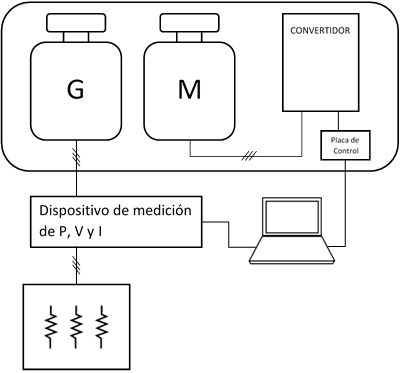 G
M
CONVERTIDOR
Placa de
Control
Dispositivo de medición
de P, V y I